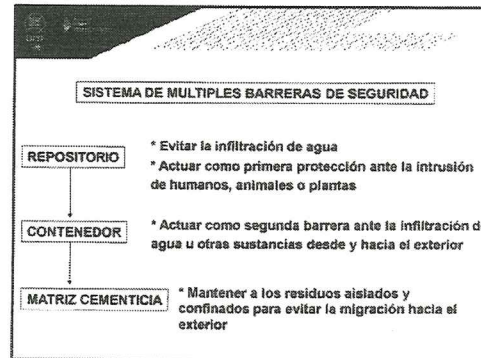 SISTEMA DE MULTIPLES BARRERAS DE SEGURIDAD
REPOSITORIO
* Evitar la infiltración de agua
* Actuar como primera protección ante la intrusión
de humanos, animales o plantas
CONTENEDOR
* Actuar como segunda barrera ante la infiltración d
agua u otras sustancias desde y hacia el exterior
MATRIZ CEMENTICIA
* Mantener a los residuos aislados y
confinados para evitar la migración hacia el
exterior